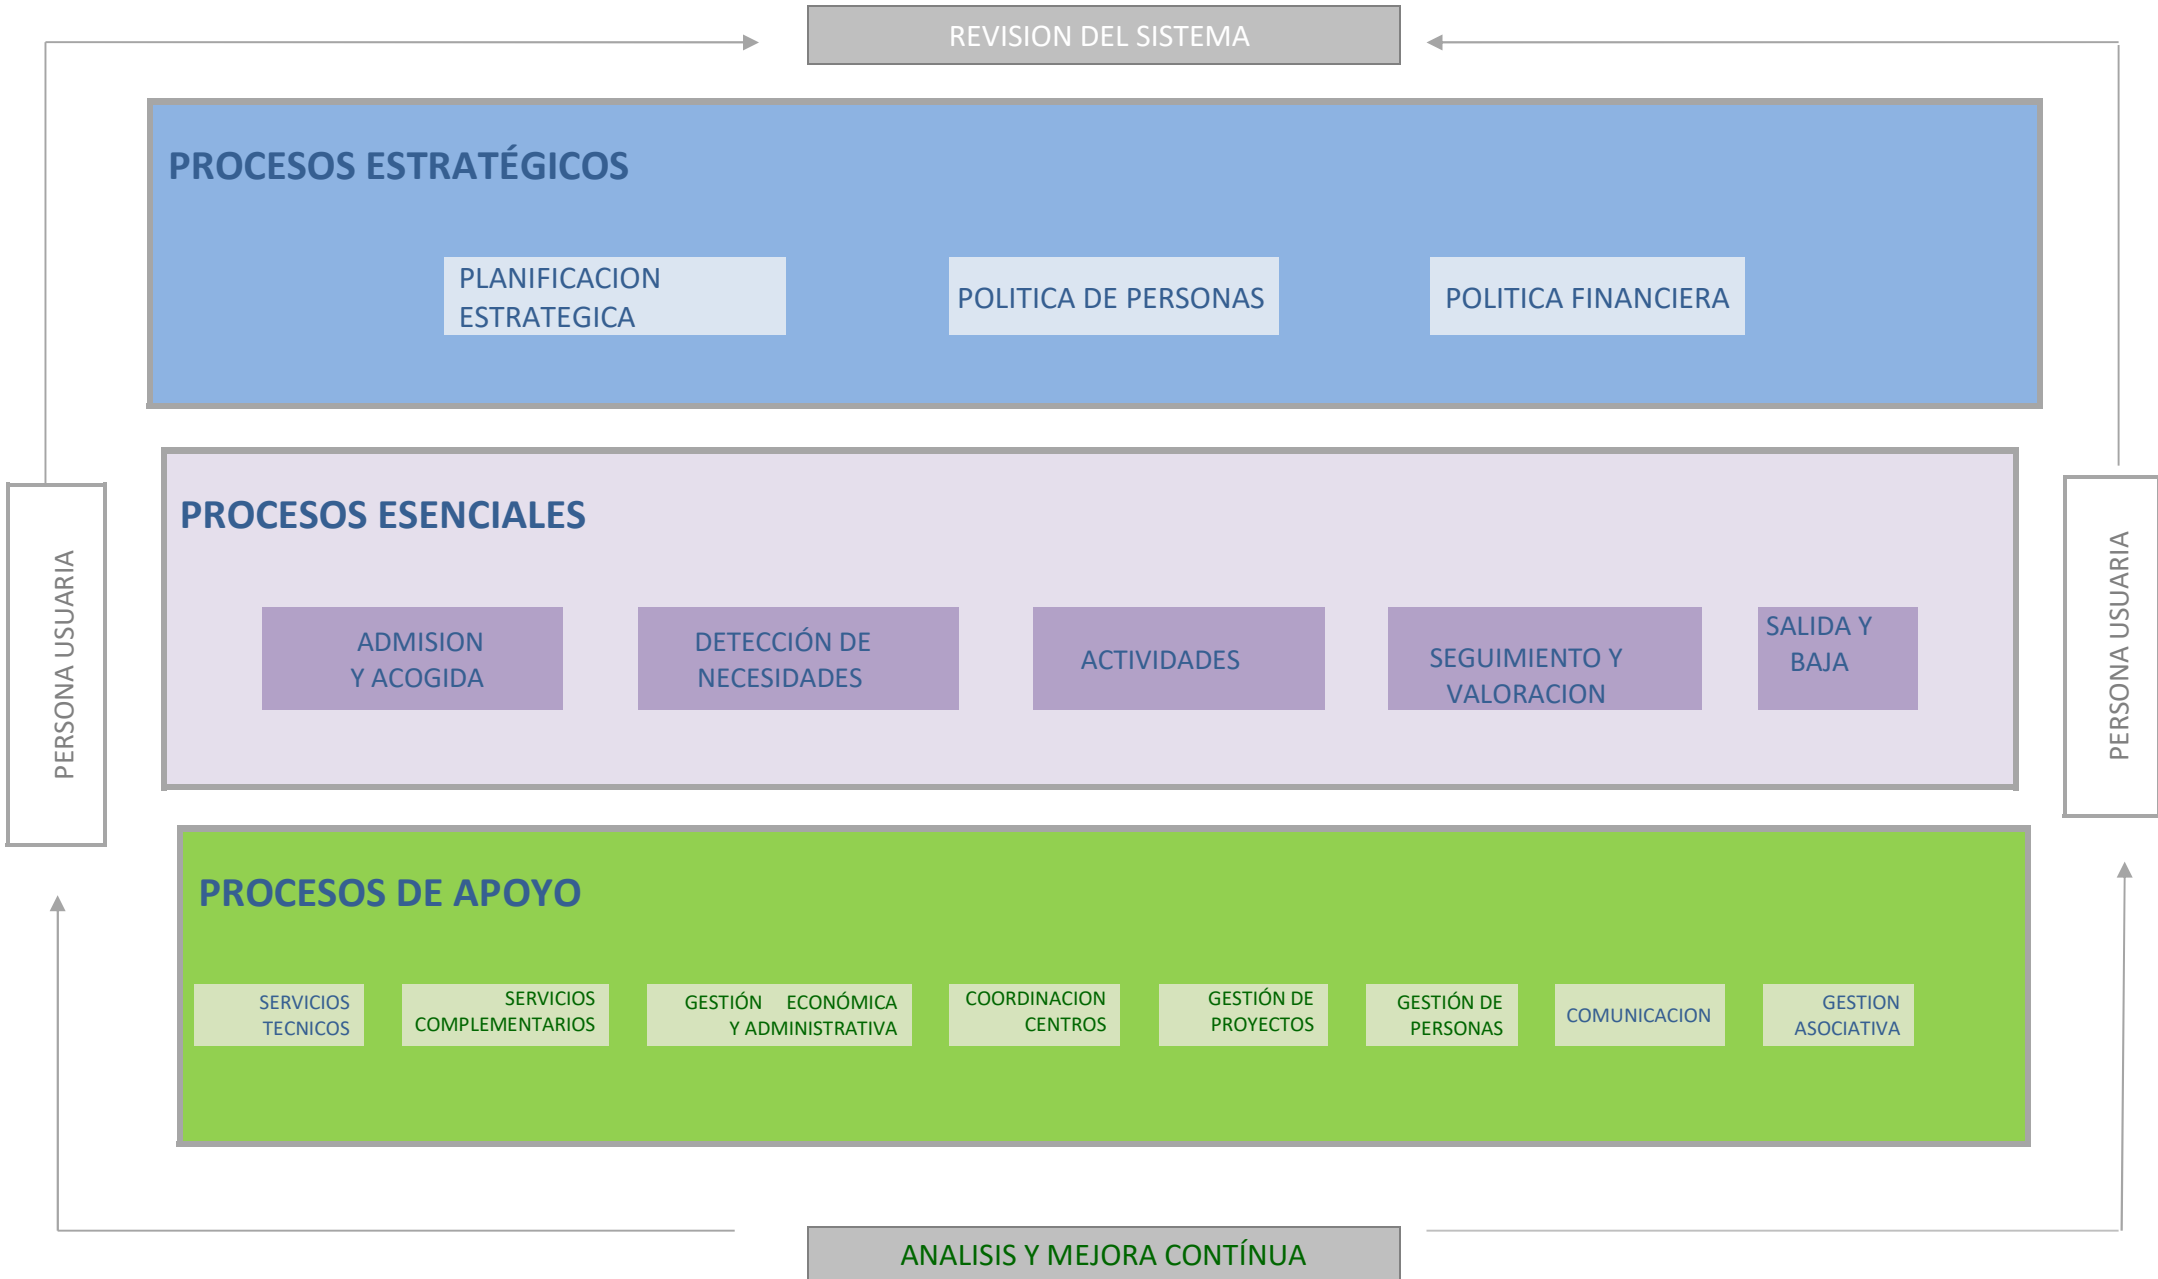 REVISION DEL SISTEMA
PROCESOS ESTRATÉGICOS
PLANIFICACION
ESTRATEGICA
POLITICA DE PERSONAS
POLITICA FINANCIERA
PERSONA USUARIA
PROCESOS ESENCIALES
ADMISION
Y ACOGIDA
DETECCIÓN DE
NECESIDADES
ACTIVIDADES
SEGUIMIENTO Y
VALORACION
SALIDA Y
BAJA
PERSONA USUARIA
PROCESOS DE APOYO
SERVICIOS
TECNICOS
SERVICIOS
COMPLEMENTARIOS
GESTIÓN ECONÓMICA
Y ADMINISTRATIVA
COORDINACION
CENTROS
GESTIÓN DE
PROYECTOS
GESTIÓN DE
PERSONAS
COMUNICACION
GESTION
ASOCIATIVA
ANALISIS Y MEJORA CONTÍNUA